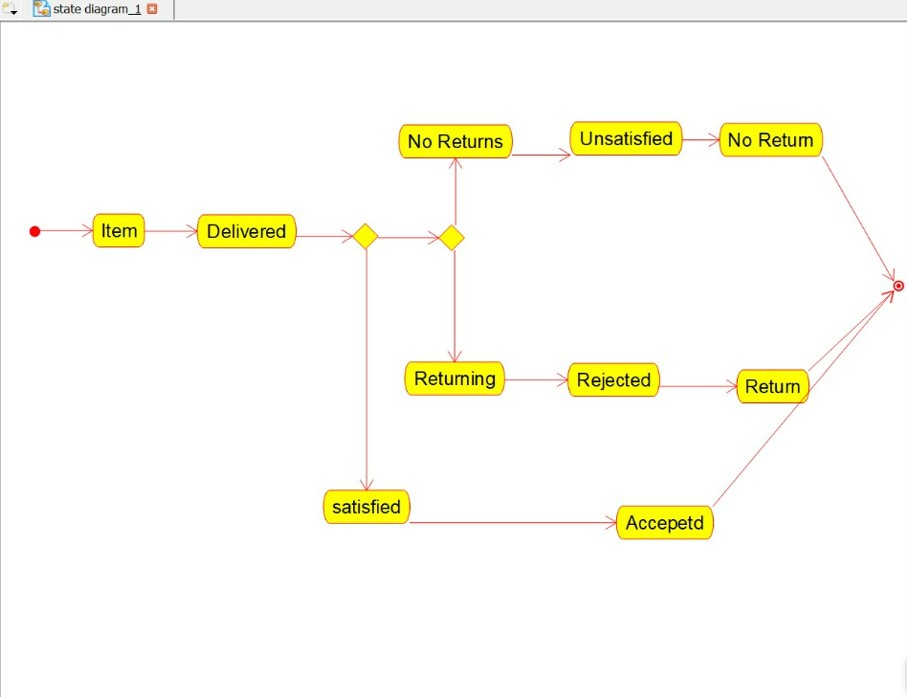 state diagram_1
No Returns
Unsatisfied
No Return
Item
Delivered
Returning
Rejected
Return
satisfied
Accepetd